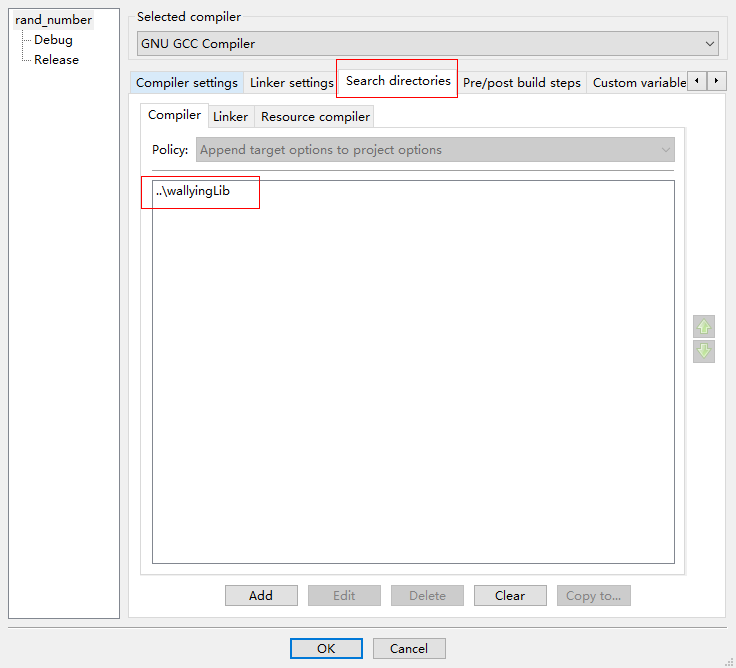 rand_number
Debug
Release
Selected compiler
GNU GCC Compiler
Compiler settings Linker settings Search directories Pre/post build steps Custom variable
Compiler Linker Resource compiler
Policy: Append target options to project options
..\wallyingLib
Add Edit Delete Clear Copy to...
OK Cancel